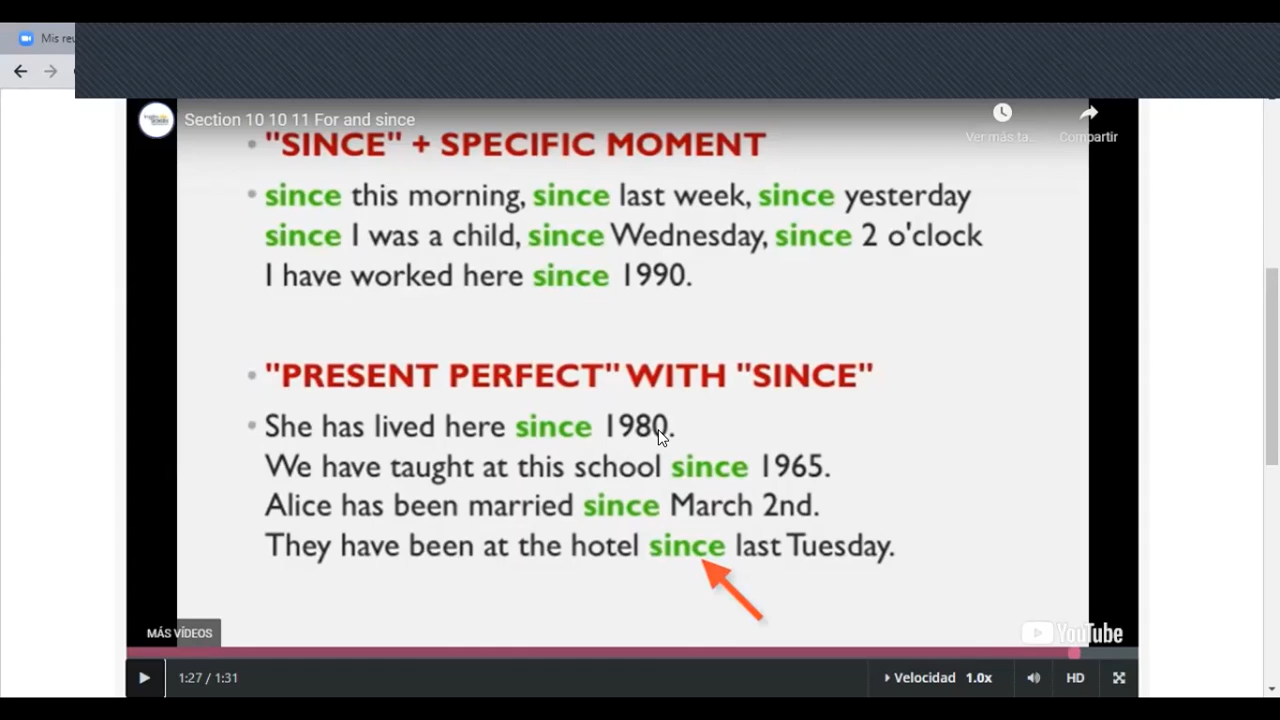 Mis reu
Section 10 10 11 For and since
Ver más ta...
Compartir
• "SINCE" + SPECIFIC MOMENT
• since this morning, since last week, since yesterday
since I was a child, since Wednesday, since 2 o'clock
I have worked here since 1990.
• "PRESENT PERFECT" WITH "SINCE"
• She has lived here since 1980.
We have taught at this school since 1965.
Alice has been married since March 2nd.
They have been at the hotel since last Tuesday.
MÁS VÍDEOS
YouTube
1:27 / 1:31
Velocidad 1.0x
HD